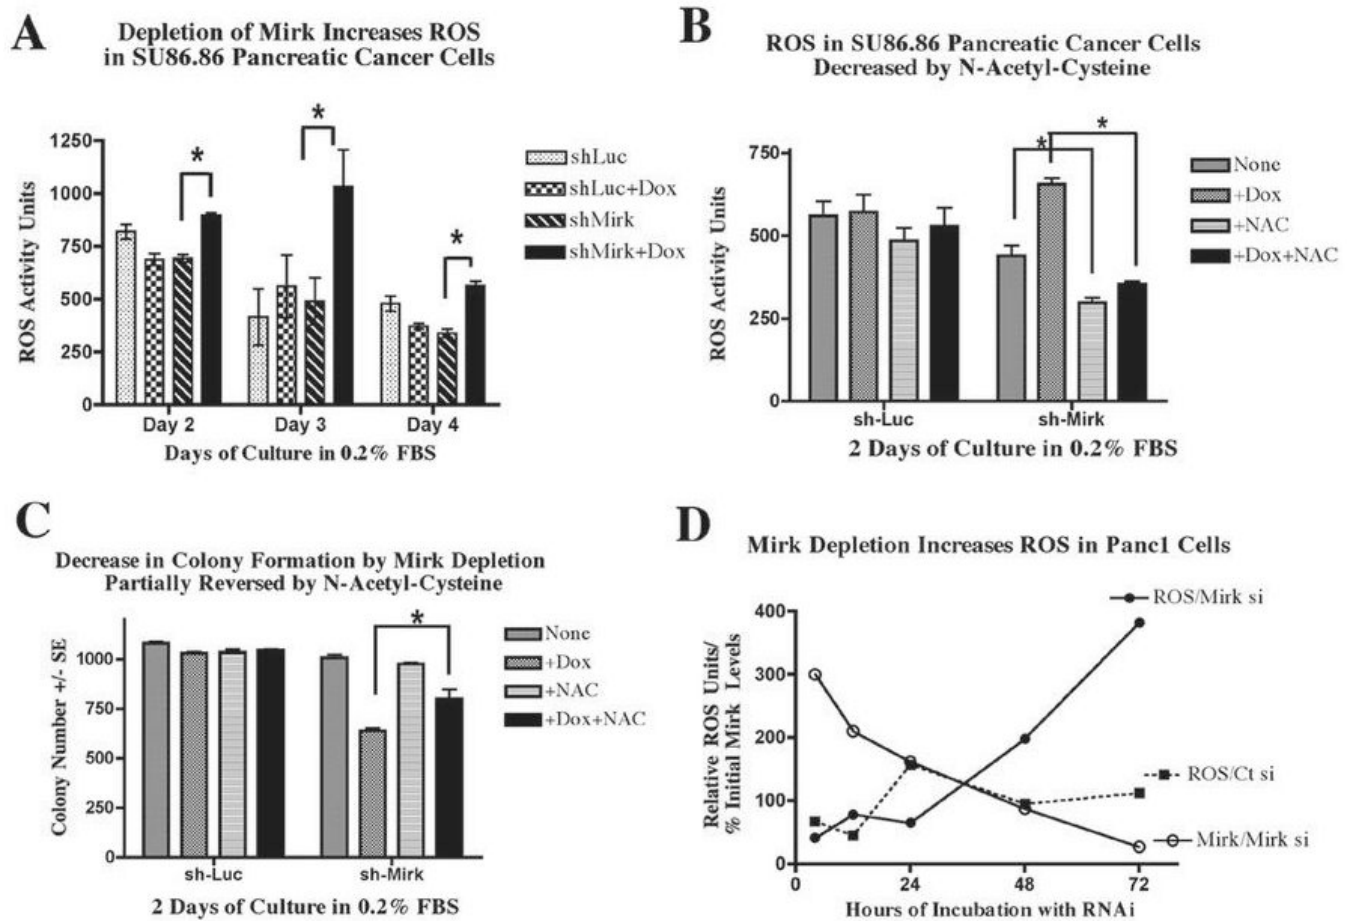 A
Depletion of Mirk Increases ROS
in SU86.86 Pancreatic Cancer Cells
ROS Activity Units
1250
1000
750
500
250
0
*
*
*
shLuc
shLuc+Dox
shMirk
shMirk+Dox
Day 2
Day 3
Day 4
Days of Culture in 0.2% FBS
B
ROS in SU86.86 Pancreatic Cancer Cells
Decreased by N-Acetyl-Cysteine
ROS Activity Units
750
500
250
0
*
*
None
+Dox
+NAC
+Dox+NAC
sh-Luc
sh-Mirk
2 Days of Culture in 0.2% FBS
C
Decrease in Colony Formation by Mirk Depletion
Partially Reversed by N-Acetyl-Cysteine
Colony Number +/- SE
1000
750
500
250
0
*
None
+Dox
+NAC
+Dox+NAC
sh-Luc
sh-Mirk
2 Days of Culture in 0.2% FBS
D
Mirk Depletion Increases ROS in Panc1 Cells
Relative ROS Units/
% Initial Mirk Levels
400
300
200
100
0
ROS/Mirk si
ROS/Ct si
Mirk/Mirk si
0
24
48
72
Hours of Incubation with RNAi